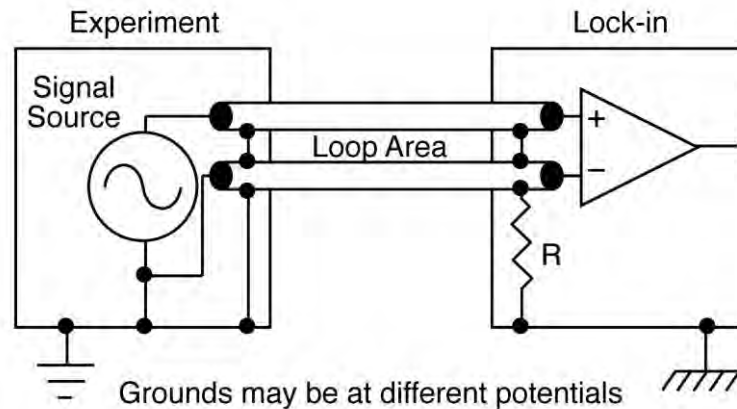 Experiment
Lock-in
Signal
Source
Loop Area
+
−
R
Grounds may be at different potentials